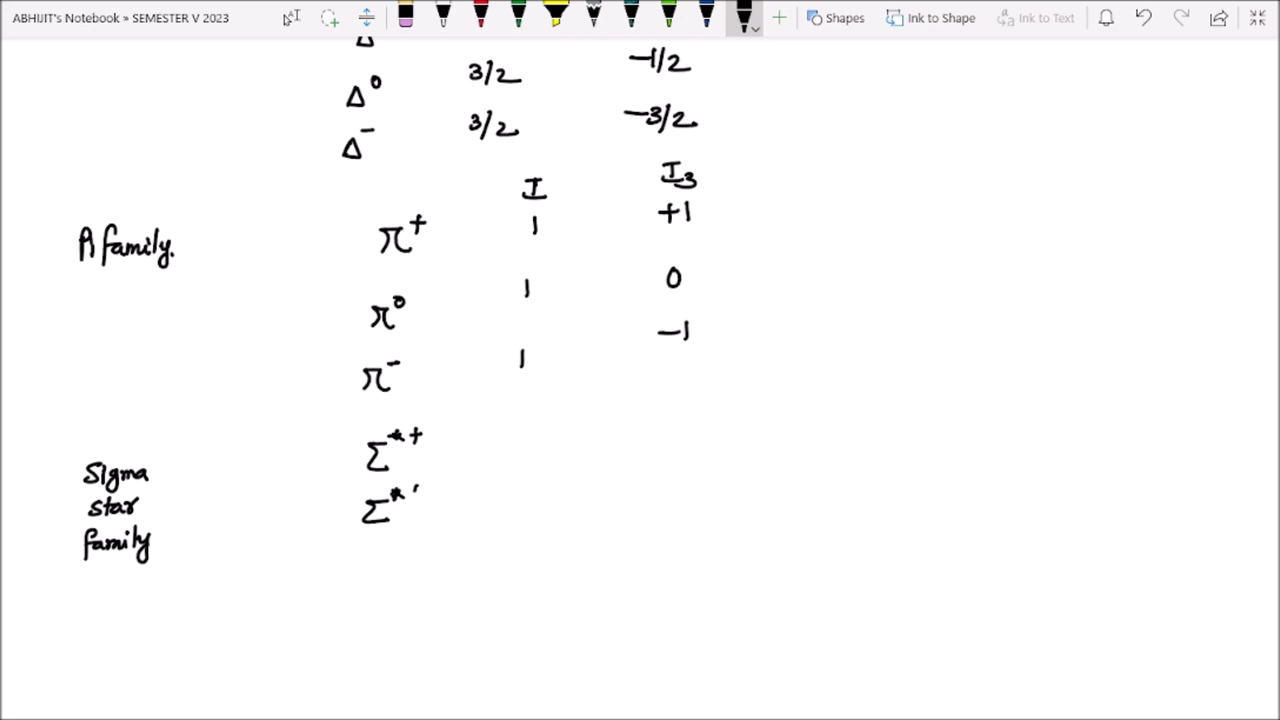 ABHIJIT's Notebook » SEMESTER V 2023 Shapes Ink to Shape Ink to Text
Δ
3/2 -1/2
Δ⁰
3/2 -3/2
Δ⁻
I I₃
A family. π⁺ 1 +1
π⁰ 1 0
π⁻ 1 -1
Σ*⁺
Sigma
star Σ*'
family